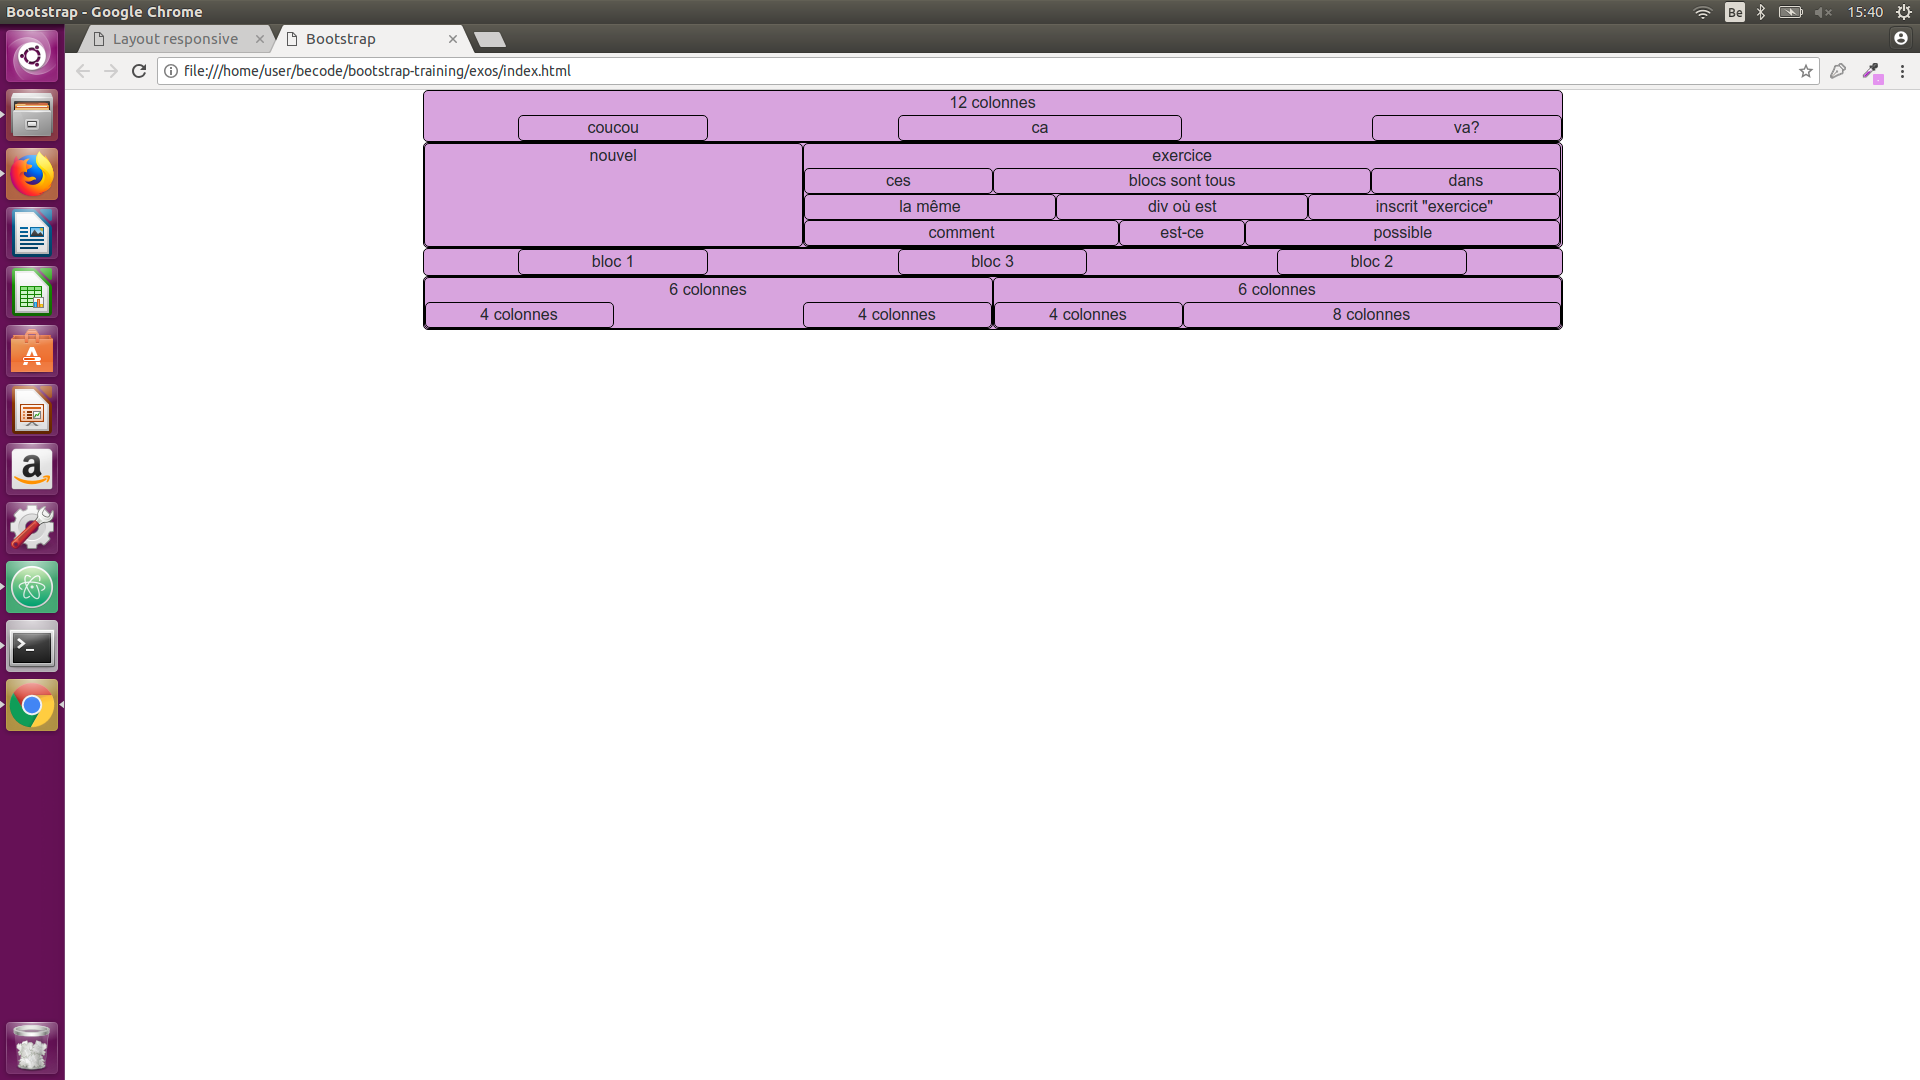 Bootstrap - Google Chrome
Be
15:40
Layout responsive
Bootstrap
file:///home/user/becode/bootstrap-training/exos/index.html
12 colonnes
coucou ca va?
nouvel exercice
ces blocs sont tous dans
la même div où est inscrit "exercice"
comment est-ce possible
bloc 1 bloc 3 bloc 2
6 colonnes 6 colonnes
4 colonnes 4 colonnes 4 colonnes 8 colonnes